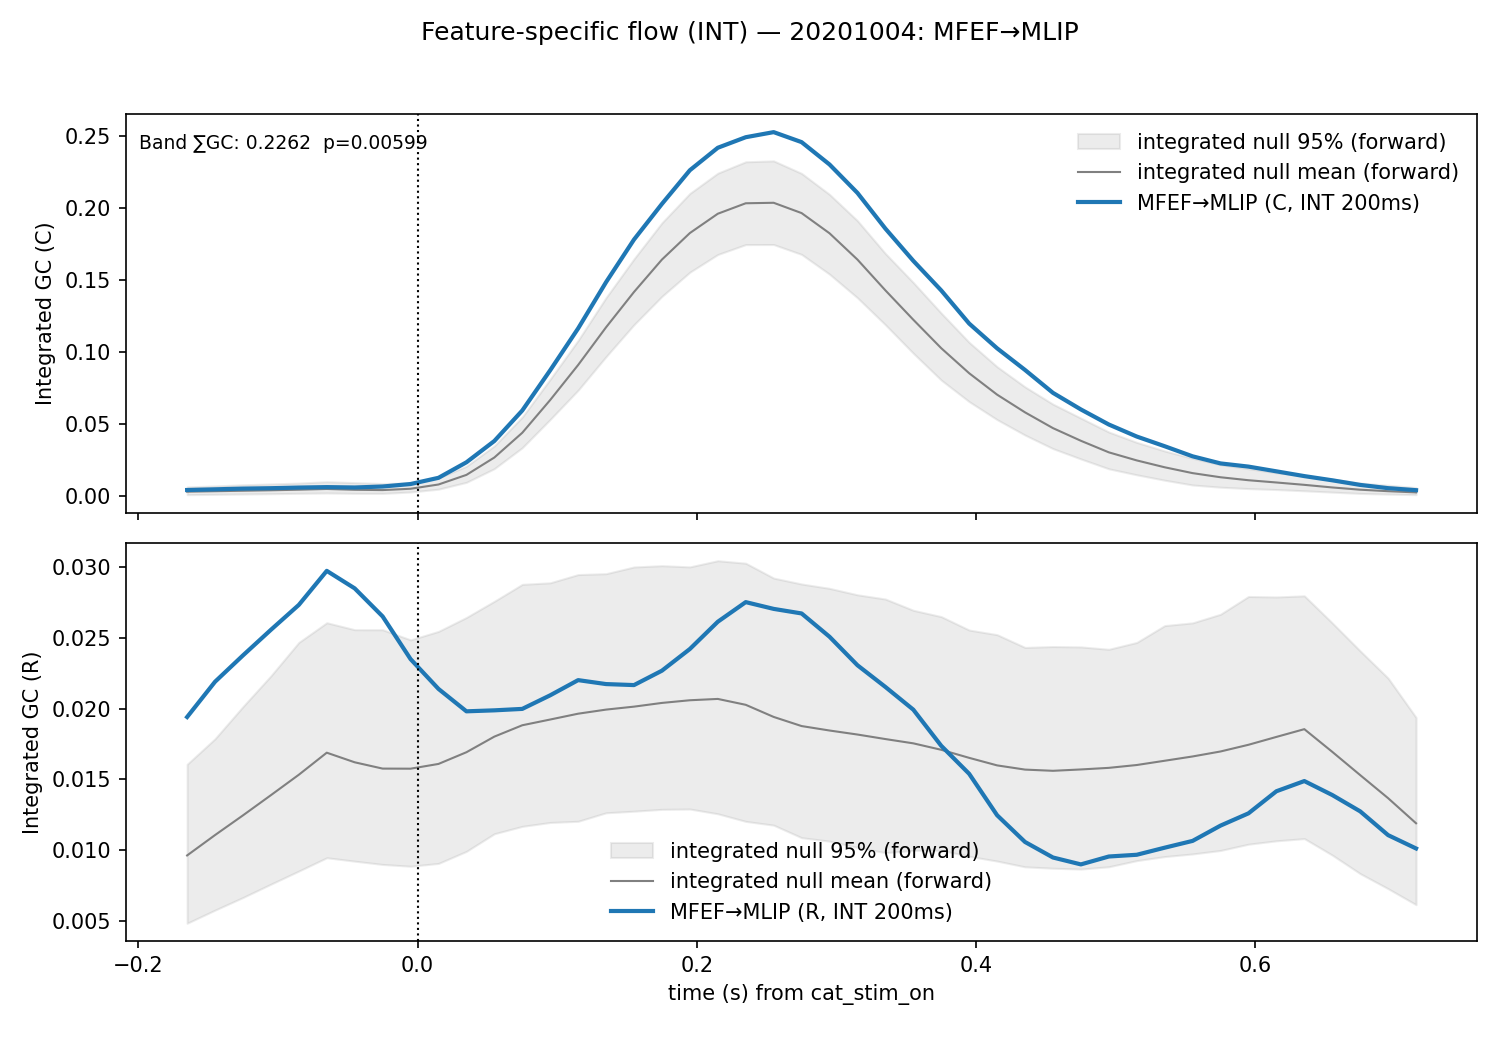 Feature-specific flow (INT) — 20201004: MFEF→MLIP
Band ∑GC: 0.2262  p=0.00599
integrated null 95% (forward)
integrated null mean (forward)
MFEF→MLIP (C, INT 200ms)
Integrated GC (C)
0.25
0.20
0.15
0.10
0.05
0.00
Integrated GC (R)
0.030
0.025
0.020
0.015
0.010
0.005
integrated null 95% (forward)
integrated null mean (forward)
MFEF→MLIP (R, INT 200ms)
−0.2 0.0 0.2 0.4 0.6
time (s) from cat_stim_on